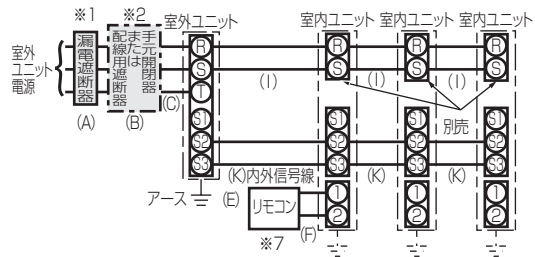 ※1
※2
室外ユニット
室内ユニット
室内ユニット
室内ユニット
室外
ユニット
電源
漏電遮断器
手元開閉器
または
配線用遮断器
R
S
T
S1
S2
S3
R
S
S1
S2
S3
1
2
R
S
S1
S2
S3
1
2
R
S
S1
S2
S3
1
2
(I)
(I)
(I)
別売
(A)
(B)
(C)
(K)内外信号線
(K)
(K)
アース
(E)
リモコン
(F)
※7